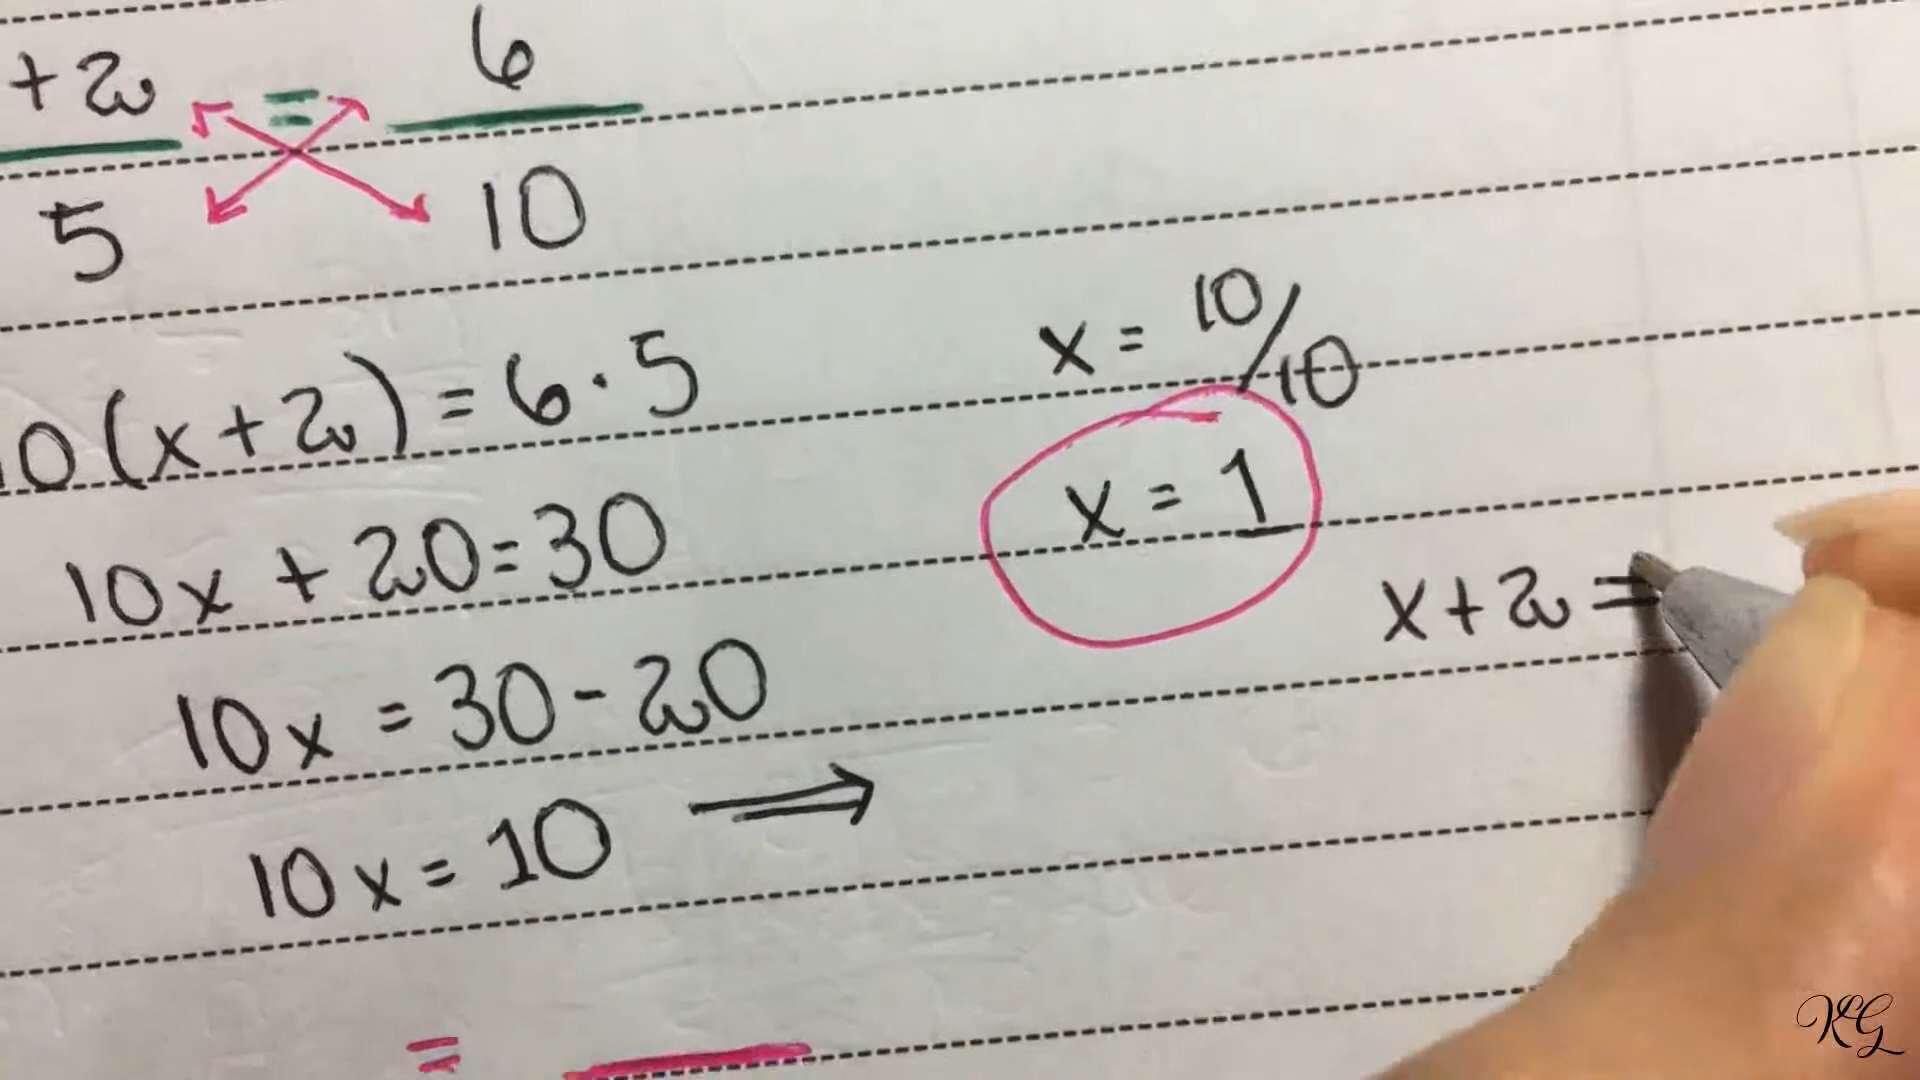 +2 = 6
5 10
10(x+2) = 6·5
10x + 20 = 30
10x = 30 - 20
10x = 10 ⟹
x = 10/10
x = 1
x+2 =
=
KG